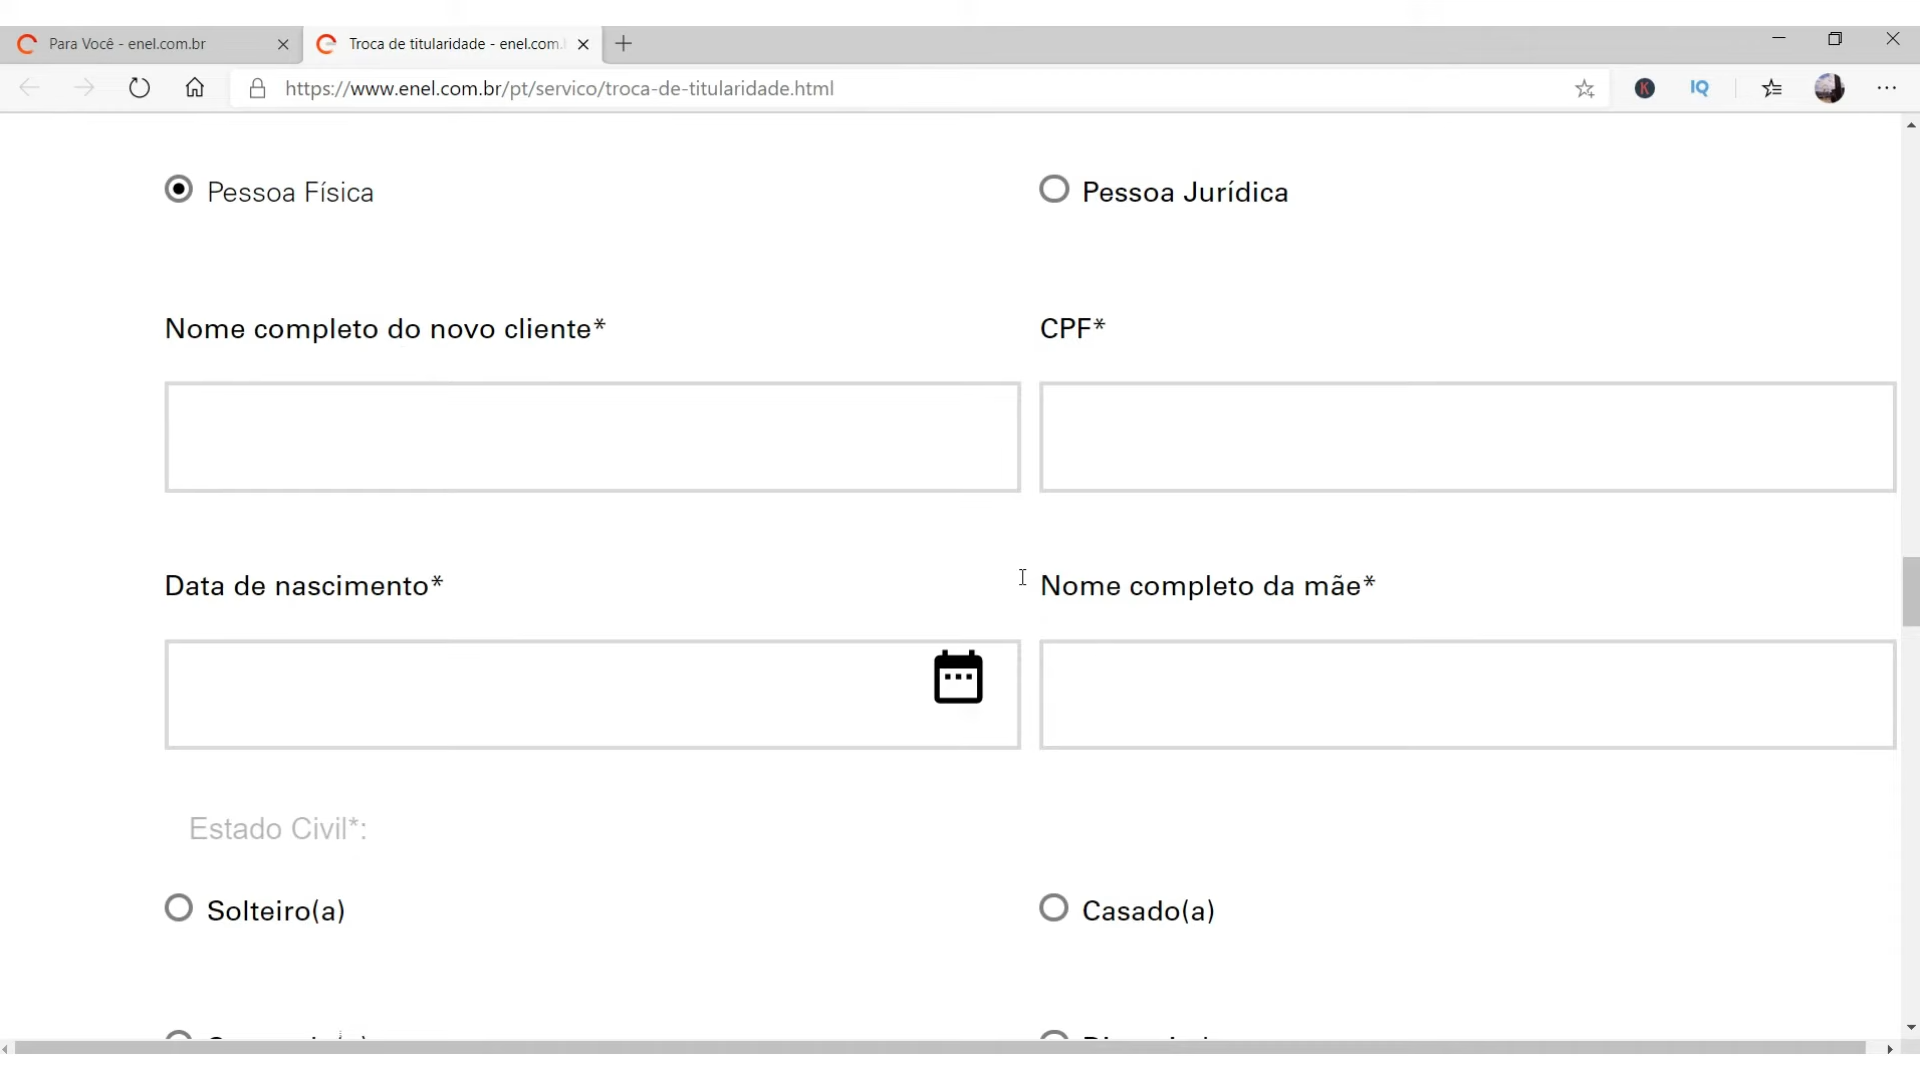 Para Você - enel.com.br
Troca de titularidade - enel.com.
https://www.enel.com.br/pt/servico/troca-de-titularidade.html
K
IQ
Pessoa Física
Pessoa Jurídica
Nome completo do novo cliente*
CPF*
Data de nascimento*
Nome completo da mãe*
Estado Civil*:
Solteiro(a)
Casado(a)